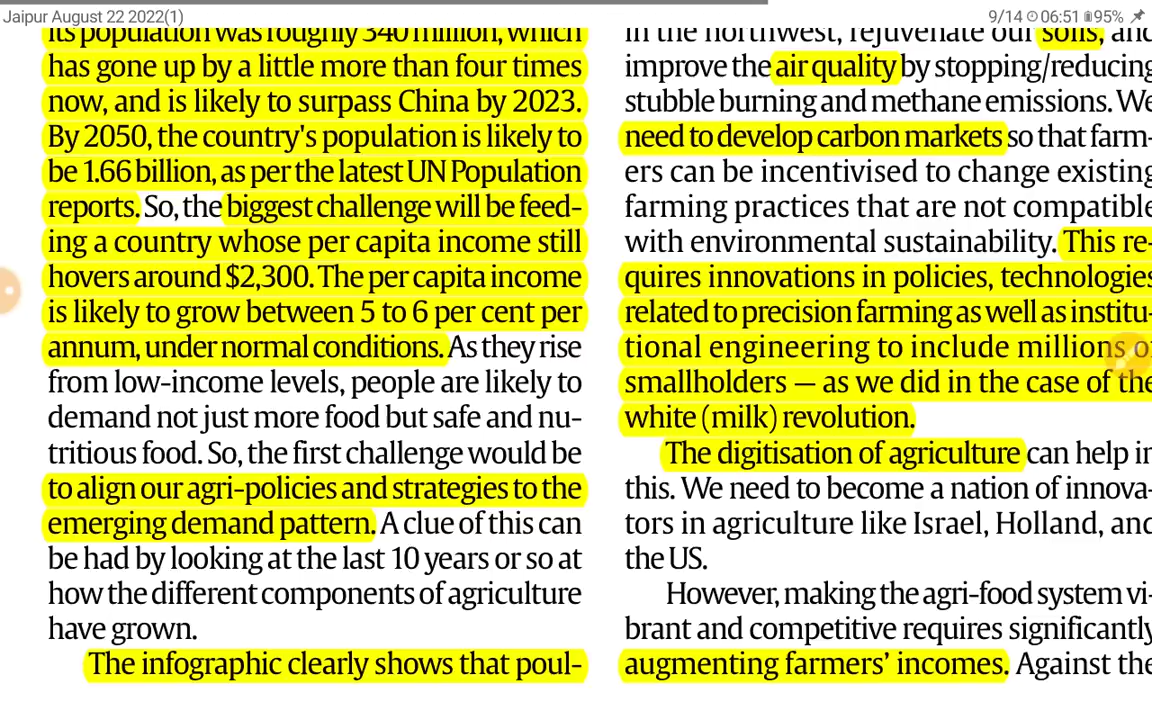 Jaipur August 22 2022(1)
9/14 06:51 95%
its population was roughly 340 million, which
has gone up by a little more than four times
now, and is likely to surpass China by 2023.
By 2050, the country's population is likely to
be 1.66 billion, as per the latest UN Population
reports. So, the biggest challenge will be feed-
ing a country whose per capita income still
hovers around $2,300. The per capita income
is likely to grow between 5 to 6 per cent per
annum, under normal conditions. As they rise
from low-income levels, people are likely to
demand not just more food but safe and nu-
tritious food. So, the first challenge would be
to align our agri-policies and strategies to the
emerging demand pattern. A clue of this can
be had by looking at the last 10 years or so at
how the different components of agriculture
have grown.
The infographic clearly shows that poul-
in the northwest, rejuvenate our soils, and
improve the air quality by stopping/reducing
stubble burning and methane emissions. We
need to develop carbon markets so that farm-
ers can be incentivised to change existing
farming practices that are not compatible
with environmental sustainability. This re-
quires innovations in policies, technologies
related to precision farming as well as institu-
tional engineering to include millions of
smallholders — as we did in the case of the
white (milk) revolution.
The digitisation of agriculture can help in
this. We need to become a nation of innova-
tors in agriculture like Israel, Holland, and
the US.
However, making the agri-food system vi-
brant and competitive requires significantly
augmenting farmers’ incomes. Against the